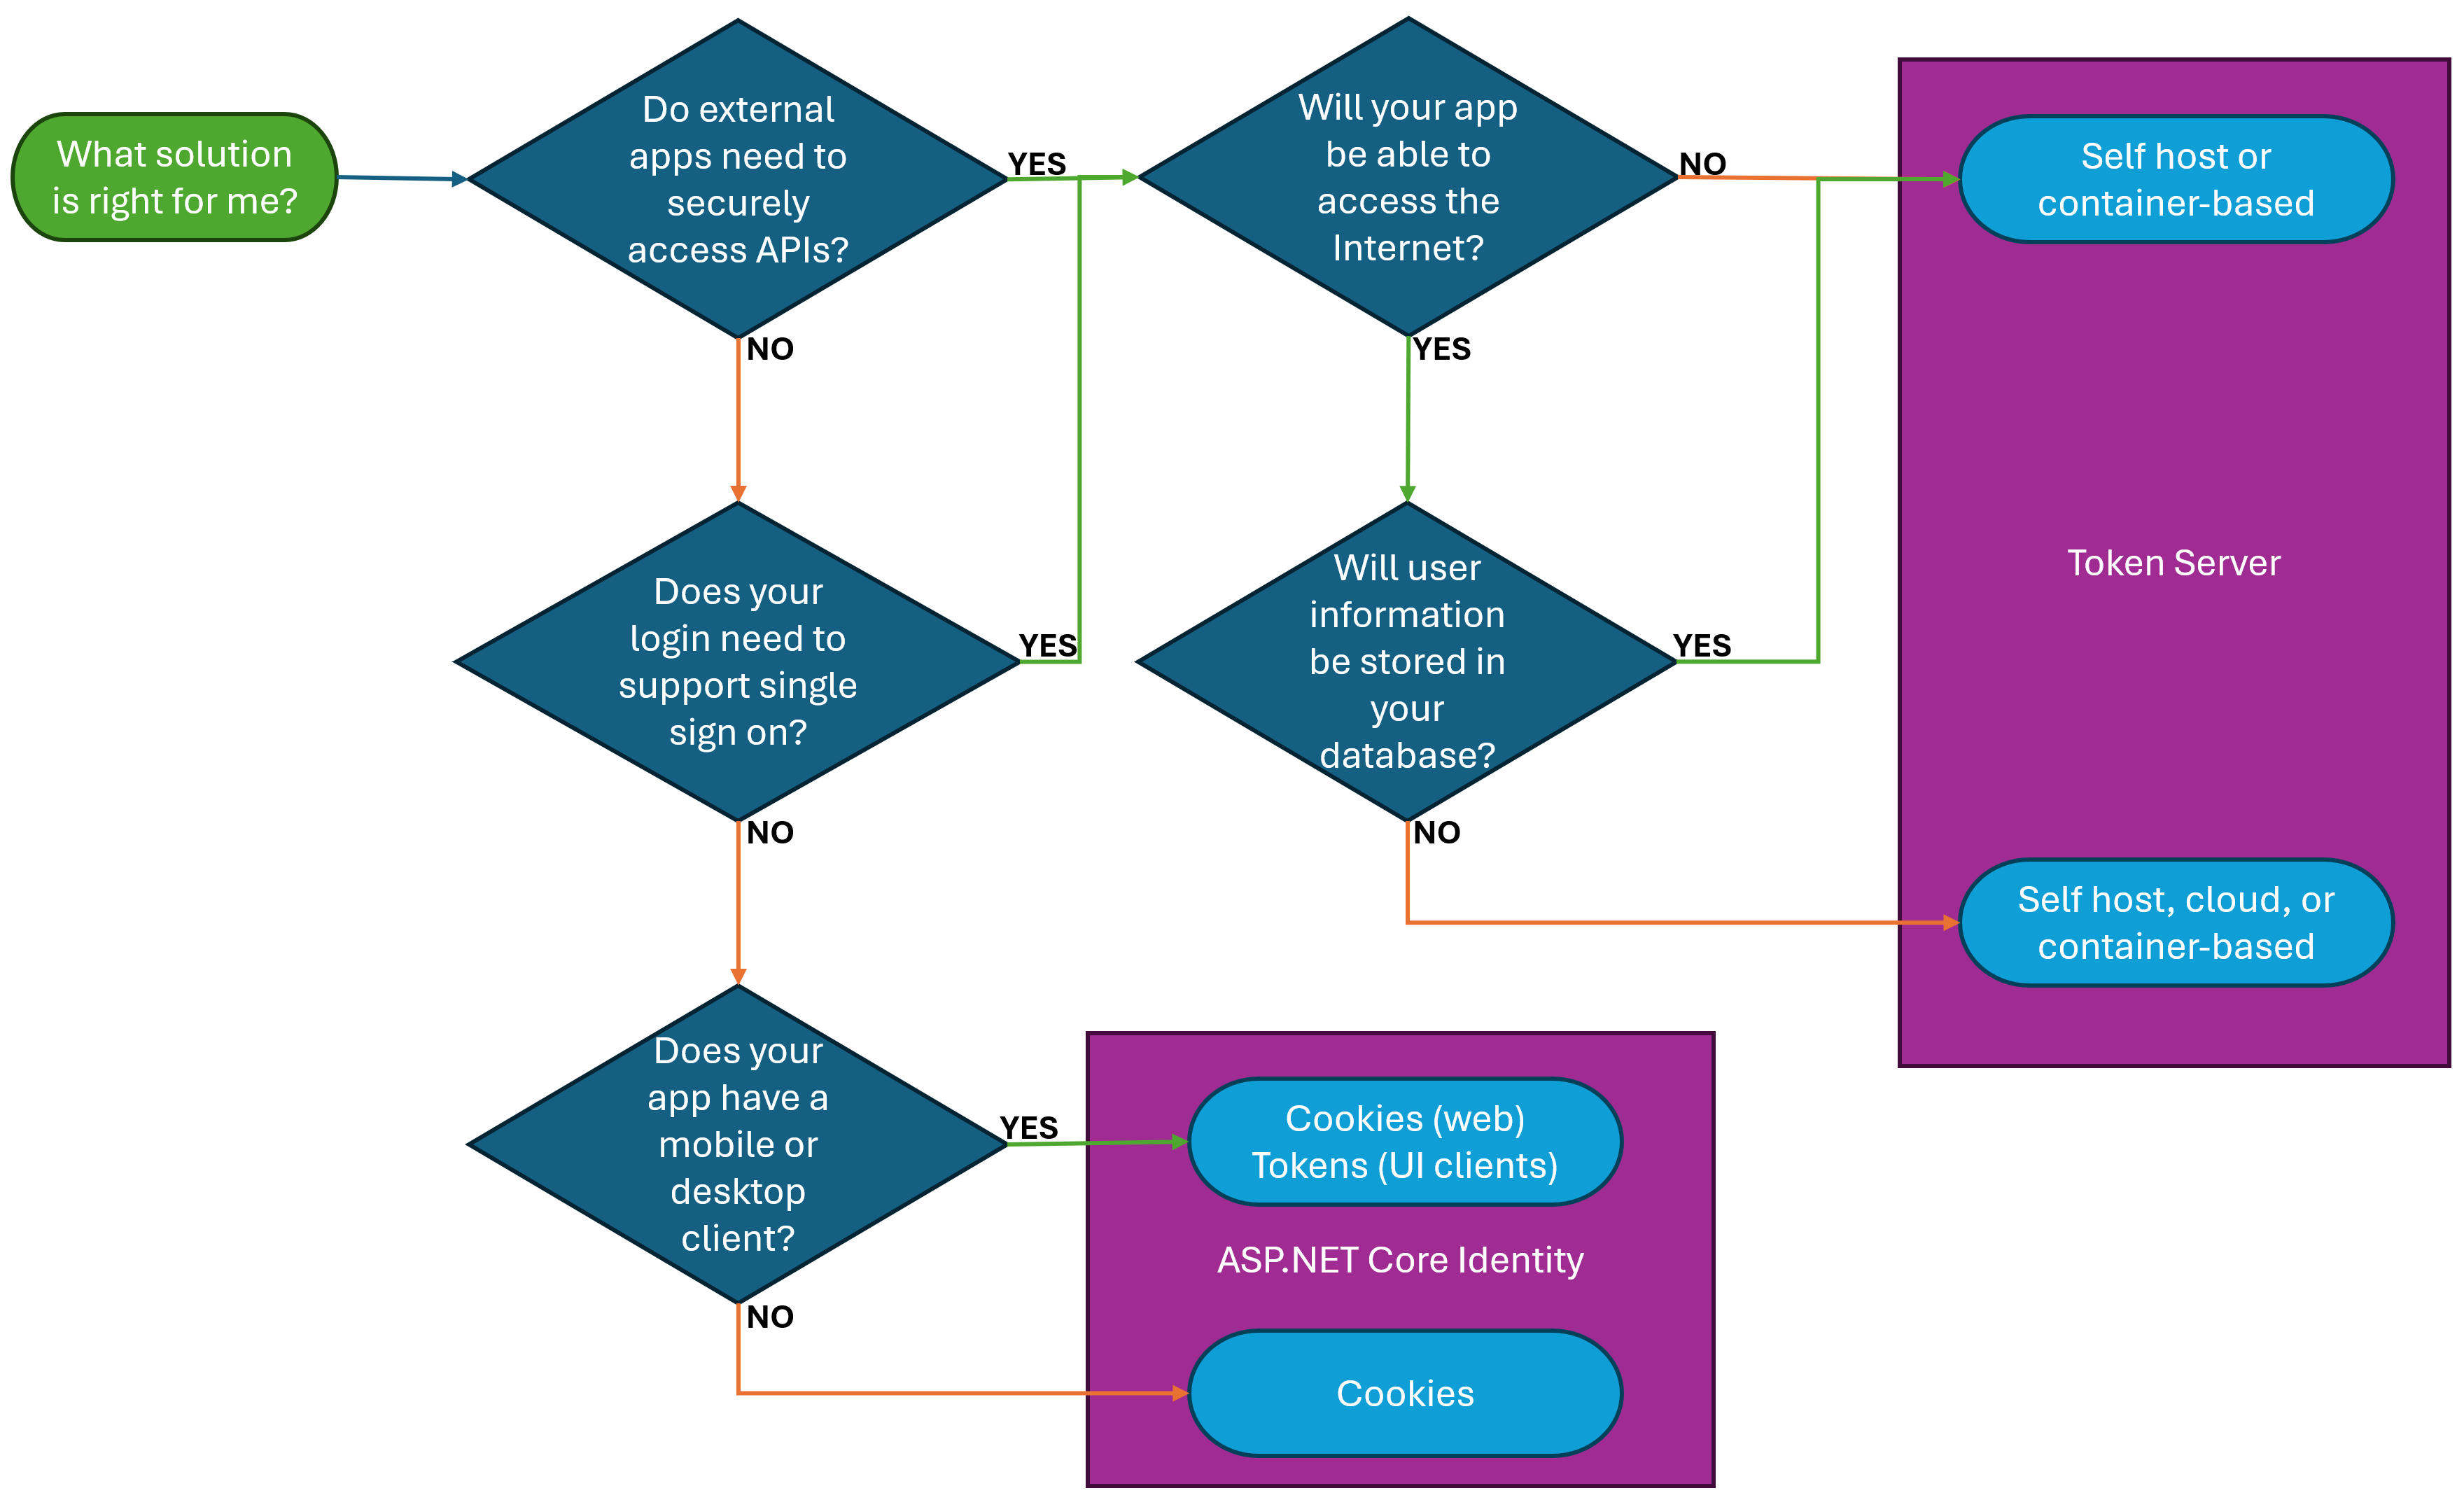 What solution
is right for me?
Do external
apps need to
securely
access APIs?
YES
NO
Will your app
be able to
access the
Internet?
NO
YES
Self host or
container-based
Does your
login need to
support single
sign on?
YES
NO
Will user
information
be stored in
your
database?
YES
NO
Token Server
Self host, cloud, or
container-based
Does your
app have a
mobile or
desktop
client?
YES
NO
Cookies (web)
Tokens (UI clients)
ASP.NET Core Identity
Cookies